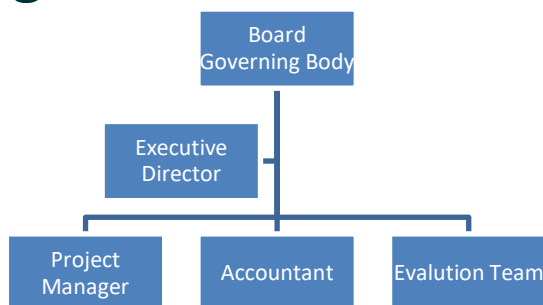 Board
Governing Body
Executive
Director
Project
Manager
Accountant
Evalution Team